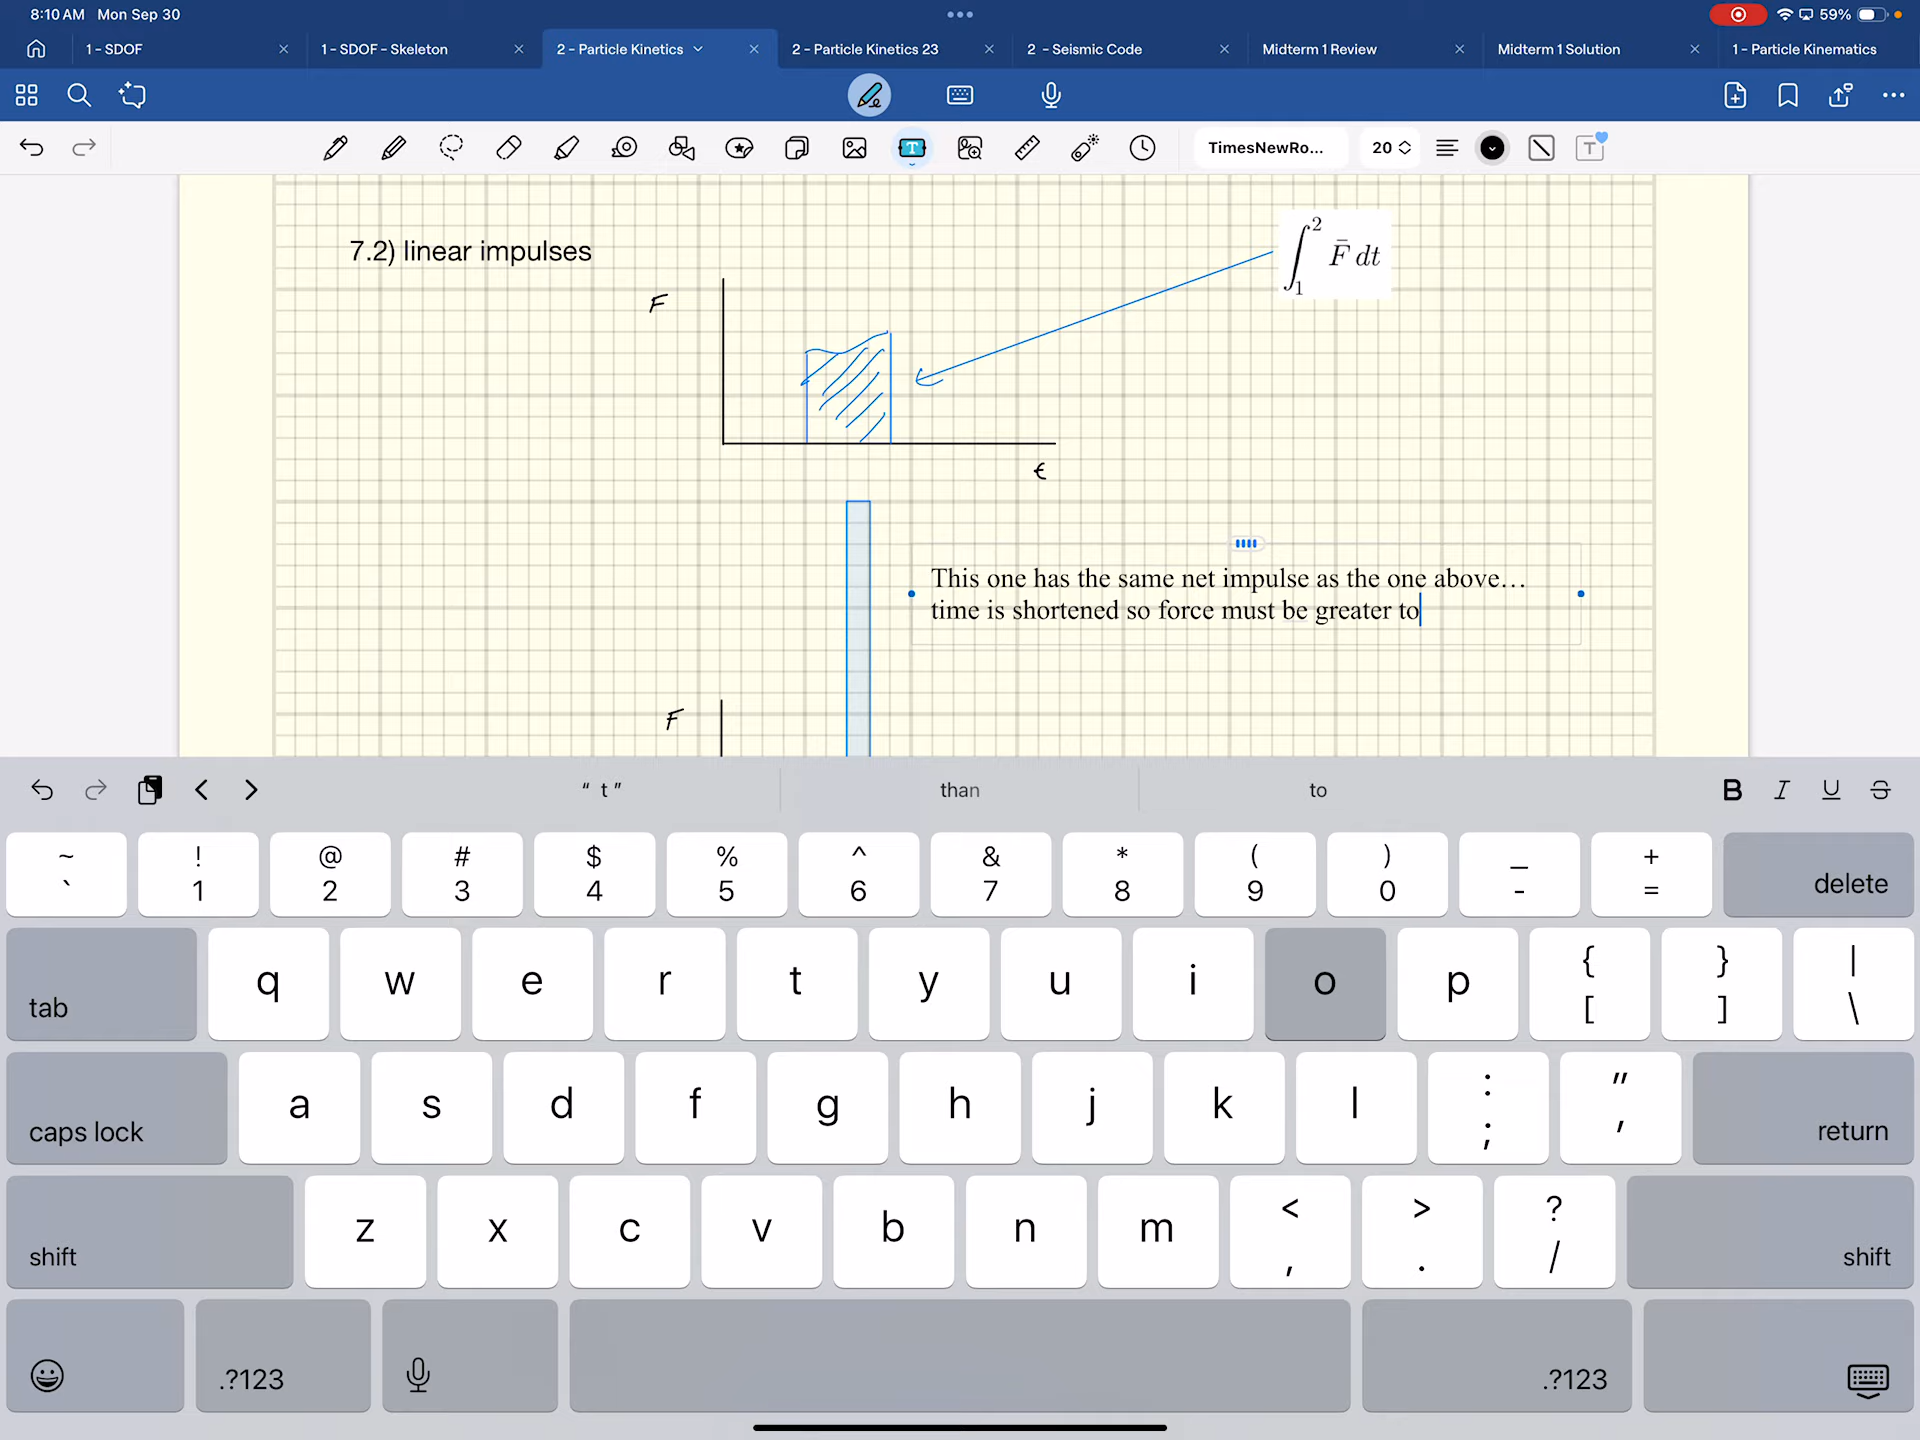 8:10 AM Mon Sep 30
59%
1 - SDOF
1 - SDOF - Skeleton
2 - Particle Kinetics
2 - Particle Kinetics 23
2 - Seismic Code
Midterm 1 Review
Midterm 1 Solution
1 - Particle Kinematics
TimesNewRo... 20
7.2) linear impulses
∫₁² F̄ dt
F
t
This one has the same net impulse as the one above…
time is shortened so force must be greater to
F
“ t ” than to
B I U S
~ ! @ # $ % ^ & * ( ) _ +
` 1 2 3 4 5 6 7 8 9 0 - = delete
tab q w e r t y u i o p { [ } ] | \
caps lock a s d f g h j k l : ; " ' return
shift z x c v b n m < , > . ? / shift
.?123 .?123